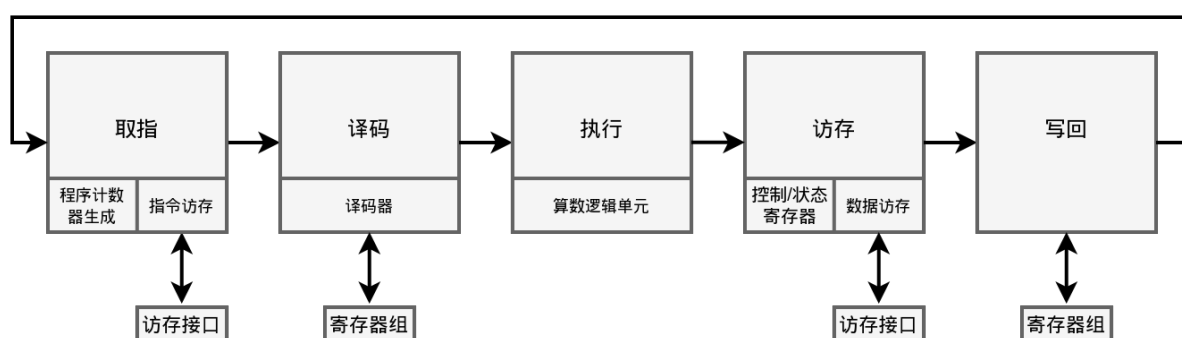 取指
译码
执行
访存
写回
程序计数
器生成
指令访存
译码器
算数逻辑单元
控制/状态
寄存器
数据访存
访存接口
寄存器组
访存接口
寄存器组